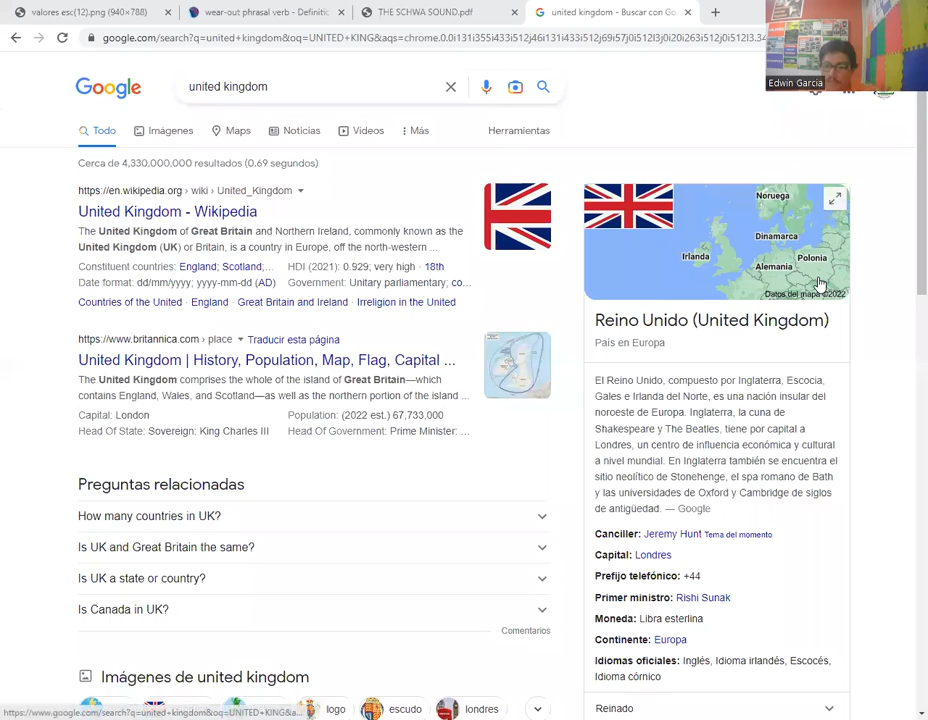 valores esc(12).png (940×788)
wear-out phrasal verb - Definitio
THE SCHWA SOUND.pdf
united kingdom - Buscar con Go
google.com/search?q=united+kingdom&oq=UNITED+KING&aqs=chrome.0.0i131i355i433i512j46i131i433i512j69i57j0i512l3j0i20i263i512j0i512l3.34
Edwin García
Google
united kingdom
Todo
Imágenes
Maps
Noticias
Videos
Más
Herramientas
Cerca de 4,330,000,000 resultados (0.69 segundos)
https://en.wikipedia.org › wiki › United_Kingdom
United Kingdom - Wikipedia
The United Kingdom of Great Britain and Northern Ireland, commonly known as the
United Kingdom (UK) or Britain, is a country in Europe, off the north-western ...
Constituent countries: England; Scotland;... HDI (2021): 0.929; very high · 18th
Date format: dd/mm/yyyy; yyyy-mm-dd (AD) Government: Unitary parliamentary; co...
Countries of the United · England · Great Britain and Ireland · Irreligion in the United
https://www.britannica.com › place Traducir esta página
United Kingdom | History, Population, Map, Flag, Capital ...
The United Kingdom comprises the whole of the island of Great Britain—which
contains England, Wales, and Scotland—as well as the northern portion of the island ...
Capital: London Population: (2022 est.) 67,733,000
Head Of State: Sovereign: King Charles III Head Of Government: Prime Minister: ...
Preguntas relacionadas
How many countries in UK?
Is UK and Great Britain the same?
Is UK a state or country?
Is Canada in UK?
Comentarios
Imágenes de united kingdom
logo
escudo
londres
https://www.google.com/search?q=united+kingdom&oq=UNITED+KING&a...
Noruega
Dinamarca
Irlanda
Polonia
Alemania
Datos del mapa ©2022
Reino Unido (United Kingdom)
País en Europa
El Reino Unido, compuesto por Inglaterra, Escocia,
Gales e Irlanda del Norte, es una nación insular del
noroeste de Europa. Inglaterra, la cuna de
Shakespeare y The Beatles, tiene por capital a
Londres, un centro de influencia económica y cultural
a nivel mundial. En Inglaterra también se encuentra el
sitio neolítico de Stonehenge, el spa romano de Bath
y las universidades de Oxford y Cambridge de siglos
de antigüedad. — Google
Canciller: Jeremy Hunt Tema del momento
Capital: Londres
Prefijo telefónico: +44
Primer ministro: Rishi Sunak
Moneda: Libra esterlina
Continente: Europa
Idiomas oficiales: Inglés, Idioma irlandés, Escocés,
Idioma córnico
Reinado